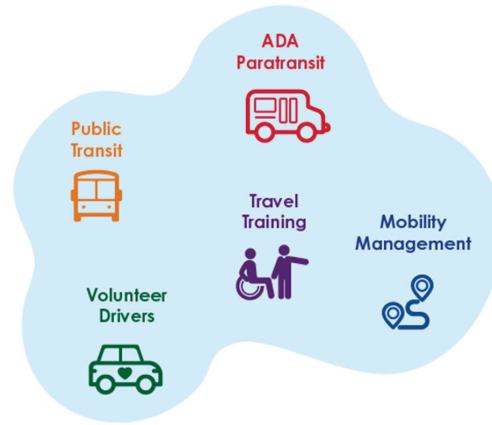 ADA
Paratransit
Public
Transit
Travel
Training
Mobility
Management
Volunteer
Drivers